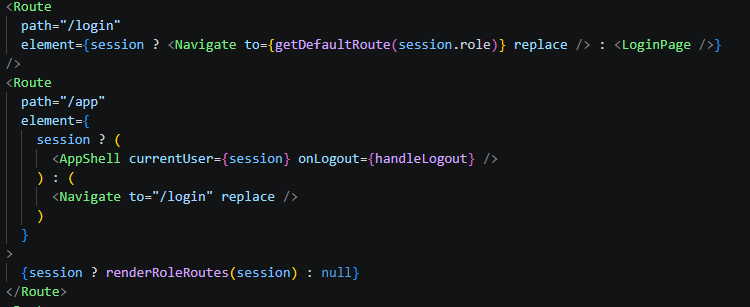 <Route
  path="/login"
  element={session ? <Navigate to={getDefaultRoute(session.role)} replace /> : <LoginPage />}
/>
<Route
  path="/app"
  element={
    session ? (
      <AppShell currentUser={session} onLogout={handleLogout} />
    ) : (
      <Navigate to="/login" replace />
    )
  }
>
  {session ? renderRoleRoutes(session) : null}
</Route>